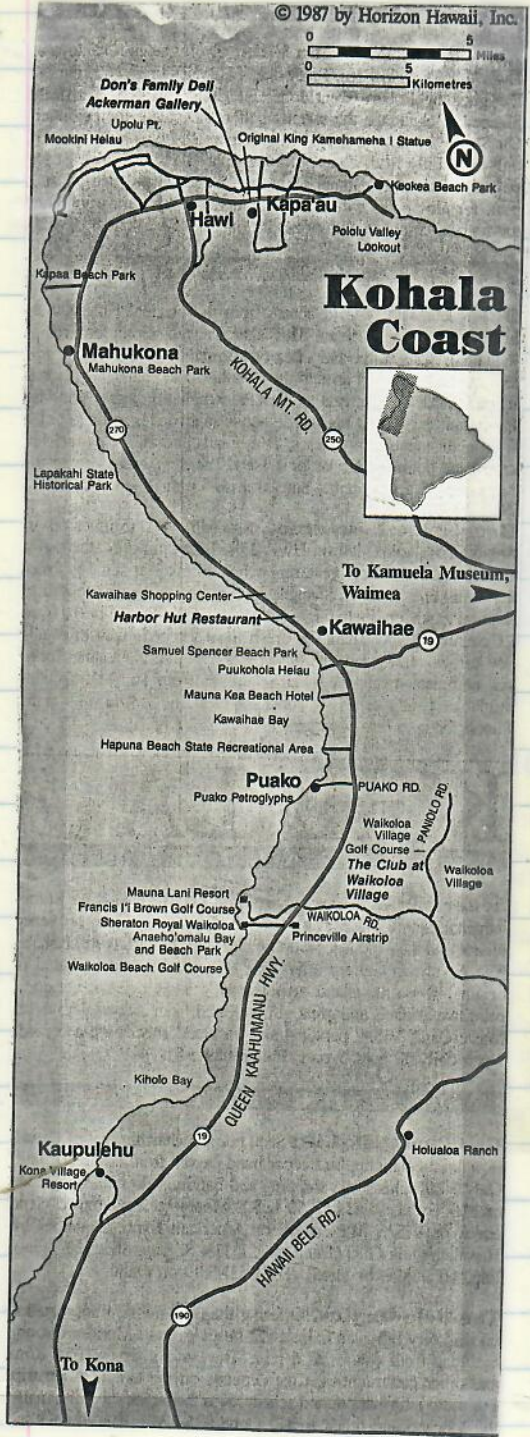 © 1987 by Horizon Hawaii, Inc.
0 5
Miles
0 5
Kilometres
N
Don's Family Deli
Ackerman Gallery
Upolu Pt.
Mookini Heiau
Original King Kamehameha I Statue
Keokea Beach Park
Hawi
Kapa'au
Pololu Valley
Lookout
Kapaa Beach Park
Kohala
Coast
Mahukona
Mahukona Beach Park
KOHALA MT. RD.
270
250
Lapakahi State
Historical Park
To Kamuela Museum,
Waimea
Kawaihae Shopping Center
Harbor Hut Restaurant
Kawaihae
19
Samuel Spencer Beach Park
Puukohola Heiau
Mauna Kea Beach Hotel
Kawaihae Bay
Hapuna Beach State Recreational Area
Puako
PUAKO RD.
Puako Petroglyphs
PANIOLO RD.
Waikoloa
Village
Golf Course
The Club at
Waikoloa
Village
Waikoloa
Village
Mauna Lani Resort
Francis I'i Brown Golf Course
WAIKOLOA RD.
Sheraton Royal Waikoloa
Princeville Airstrip
Anaeho'omalu Bay
and Beach Park
Waikoloa Beach Golf Course
QUEEN KAAHUMANU HWY.
Kiholo Bay
19
Holualoa Ranch
Kaupulehu
Kona Village
Resort
HAWAII BELT RD.
190
To Kona